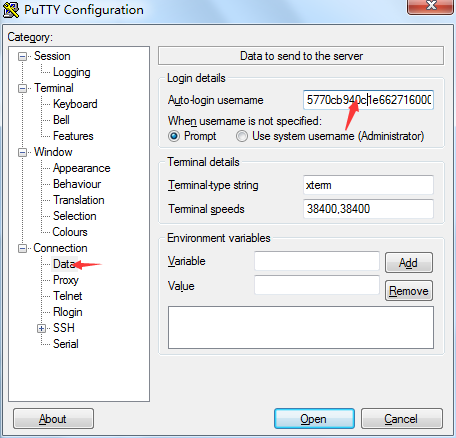 PuTTY Configuration
Category:
Session
Logging
Terminal
Keyboard
Bell
Features
Window
Appearance
Behaviour
Translation
Selection
Colours
Connection
Data
Proxy
Telnet
Rlogin
SSH
Serial
Data to send to the server
Login details
Auto-login username
5770cb940c1e662716000
When username is not specified:
Prompt
Use system username (Administrator)
Terminal details
Terminal-type string
xterm
Terminal speeds
38400,38400
Environment variables
Variable
Add
Value
Remove
About
Open
Cancel